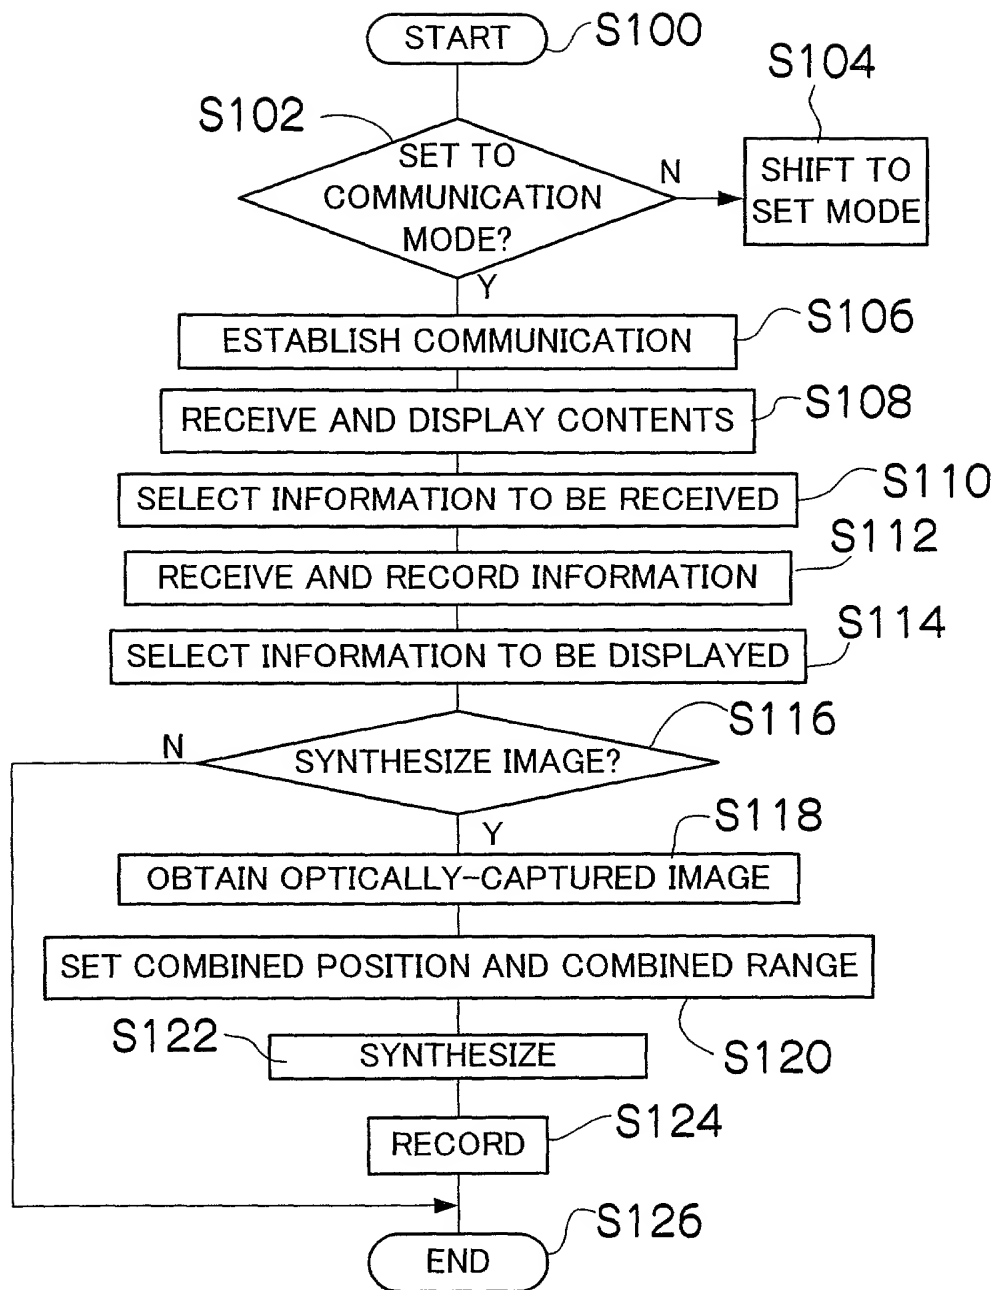 START
S100
S104
S102
SET TO
COMMUNICATION
MODE?
N
SHIFT TO
SET MODE
Y
S106
ESTABLISH COMMUNICATION
S108
RECEIVE AND DISPLAY CONTENTS
S110
SELECT INFORMATION TO BE RECEIVED
S112
RECEIVE AND RECORD INFORMATION
S114
SELECT INFORMATION TO BE DISPLAYED
S116
N
SYNTHESIZE IMAGE?
S118
Y
OBTAIN OPTICALLY-CAPTURED IMAGE
SET COMBINED POSITION AND COMBINED RANGE
S122
SYNTHESIZE
S120
S124
RECORD
S126
END